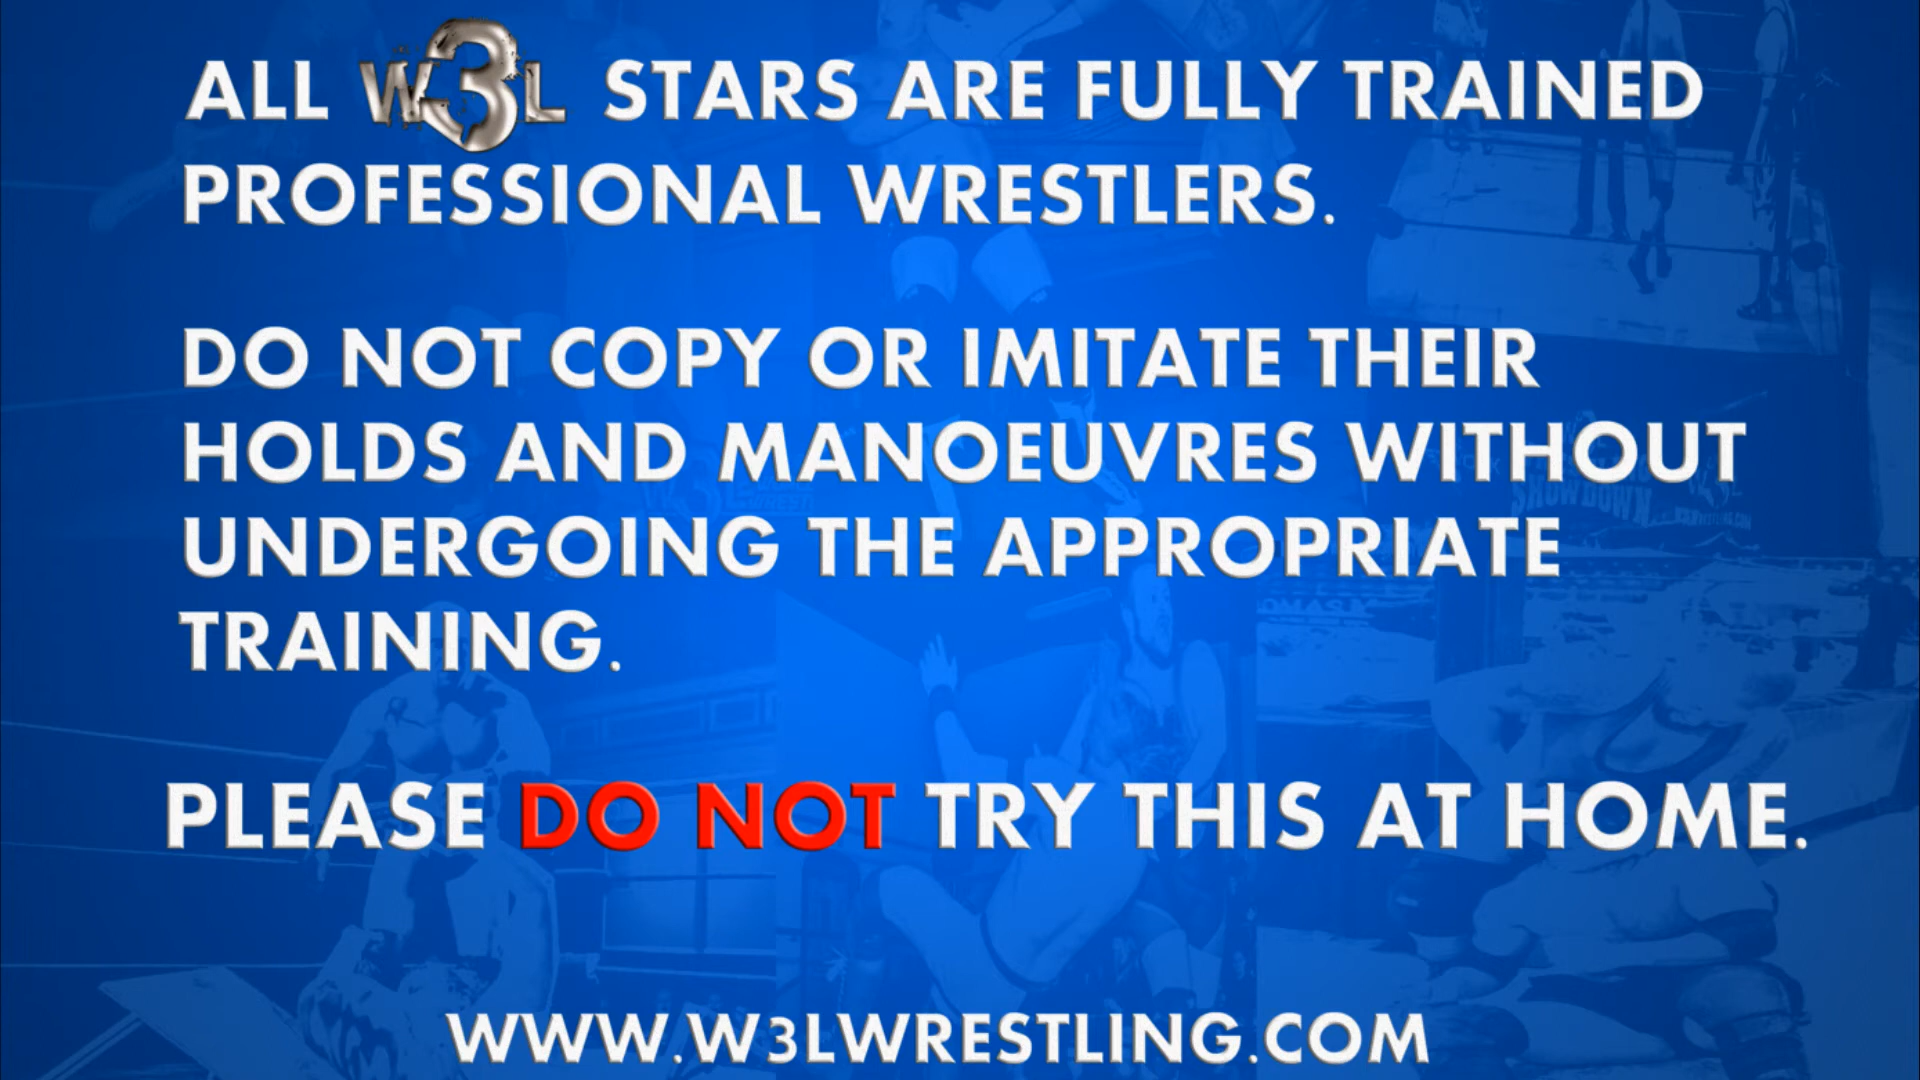 ALL W3L STARS ARE FULLY TRAINED
PROFESSIONAL WRESTLERS.
DO NOT COPY OR IMITATE THEIR
HOLDS AND MANOEUVRES WITHOUT
UNDERGOING THE APPROPRIATE
TRAINING.
SHOWDOWN
PLEASE DO NOT TRY THIS AT HOME.
WWW.W3LWRESTLING.COM